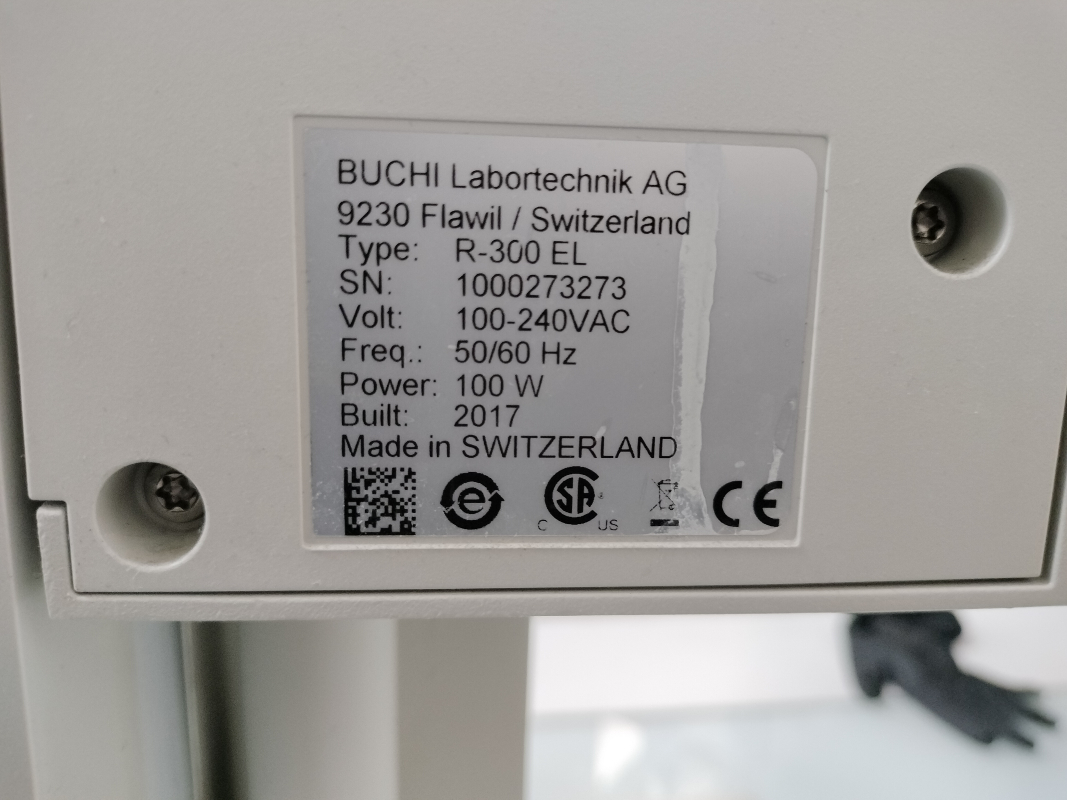 BUCHI Labortechnik AG
9230 Flawil / Switzerland
Type: R-300 EL
SN: 1000273273
Volt: 100-240VAC
Freq.: 50/60 Hz
Power: 100 W
Built: 2017
Made in SWITZERLAND
e C SA US CE